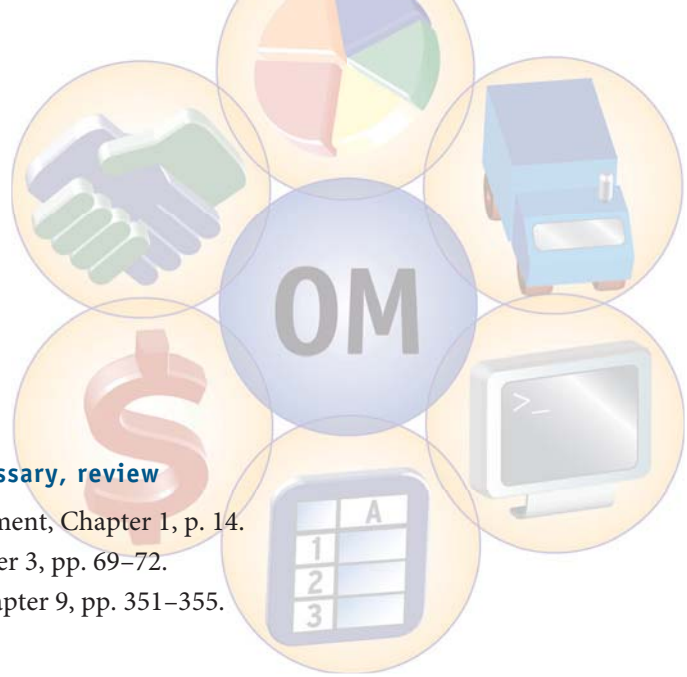 OM
>_
ssary, review
ment, Chapter 1, p. 14.
er 3, pp. 69–72.
apter 9, pp. 351–355.
$
A
1
2
3